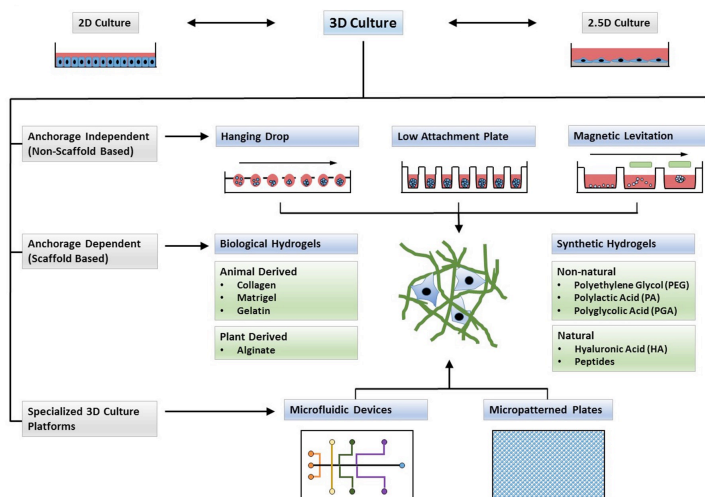 2D Culture
3D Culture
2.5D Culture
Anchorage Independent
(Non-Scaffold Based)
Hanging Drop
Low Attachment Plate
Magnetic Levitation
Anchorage Dependent
(Scaffold Based)
Biological Hydrogels
Animal Derived
• Collagen
• Matrigel
• Gelatin
Plant Derived
• Alginate
Synthetic Hydrogels
Non-natural
• Polyethylene Glycol (PEG)
• Polylactic Acid (PA)
• Polyglycolic Acid (PGA)
Natural
• Hyaluronic Acid (HA)
• Peptides
Specialized 3D Culture
Platforms
Microfluidic Devices
Micropatterned Plates